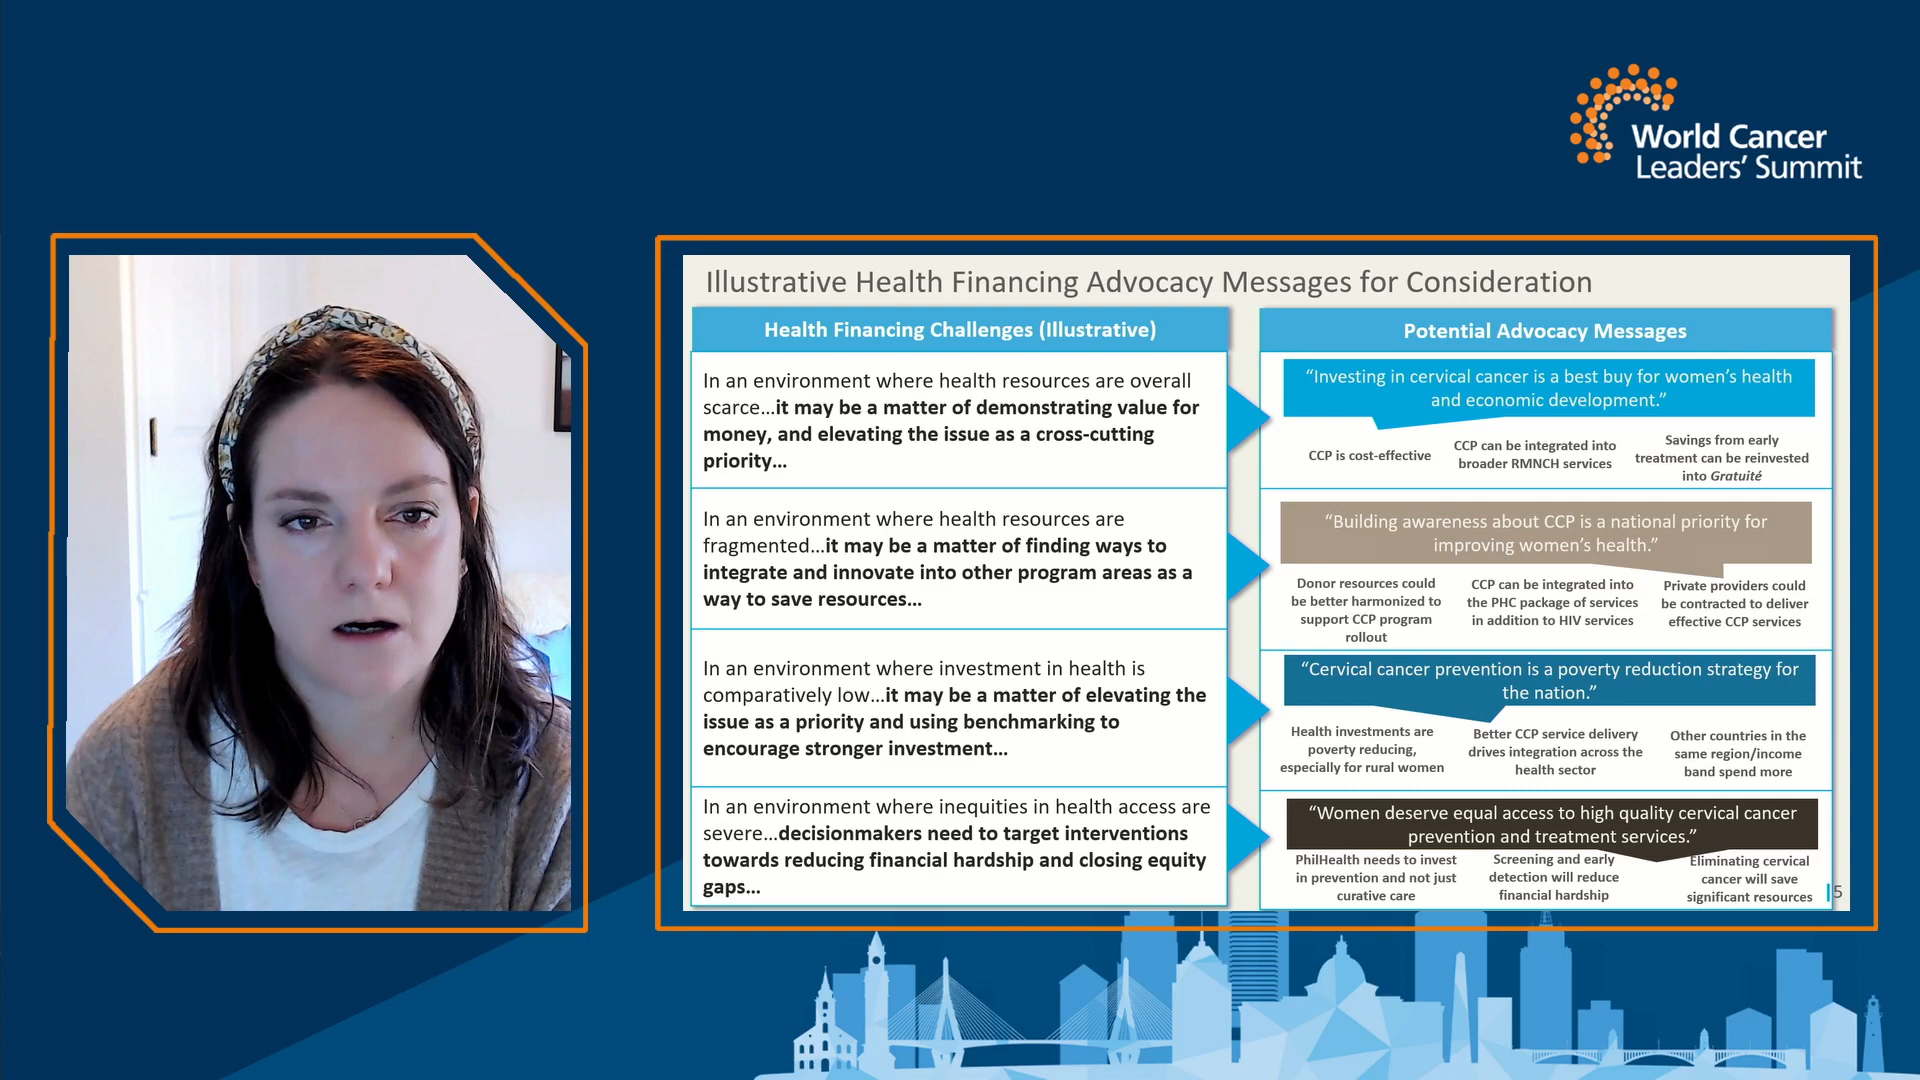 World Cancer
Leaders’ Summit
Illustrative Health Financing Advocacy Messages for Consideration
Health Financing Challenges (Illustrative)
In an environment where health resources are overall
scarce…it may be a matter of demonstrating value for
money, and elevating the issue as a cross-cutting
priority…
In an environment where health resources are
fragmented…it may be a matter of finding ways to
integrate and innovate into other program areas as a
way to save resources…
In an environment where investment in health is
comparatively low…it may be a matter of elevating the
issue as a priority and using benchmarking to
encourage stronger investment…
In an environment where inequities in health access are
severe…decisionmakers need to target interventions
towards reducing financial hardship and closing equity
gaps…
Potential Advocacy Messages
“Investing in cervical cancer is a best buy for women’s health
and economic development.”
CCP is cost-effective
CCP can be integrated into
broader RMNCH services
Savings from early
treatment can be reinvested
into Gratuité
“Building awareness about CCP is a national priority for
improving women’s health.”
Donor resources could
be better harmonized to
support CCP program
rollout
CCP can be integrated into
the PHC package of services
in addition to HIV services
Private providers could
be contracted to deliver
effective CCP services
“Cervical cancer prevention is a poverty reduction strategy for
the nation.”
Health investments are
poverty reducing,
especially for rural women
Better CCP service delivery
drives integration across the
health sector
Other countries in the
same region/income
band spend more
“Women deserve equal access to high quality cervical cancer
prevention and treatment services.”
PhilHealth needs to invest
in prevention and not just
curative care
Screening and early
detection will reduce
financial hardship
Eliminating cervical
cancer will save
significant resources
5